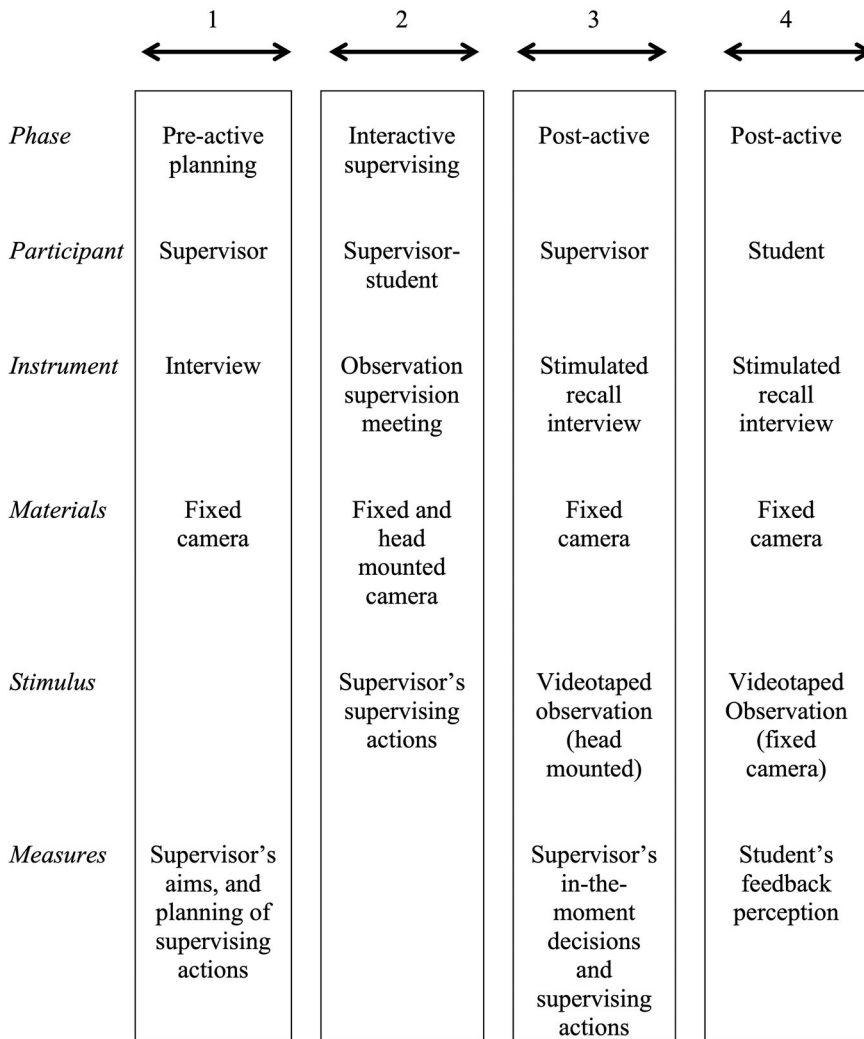 1 2 3 4
Phase Pre-active Interactive Post-active Post-active
planning supervising
Participant Supervisor Supervisor- Supervisor Student
student
Instrument Interview Observation Stimulated Stimulated
supervision recall recall
meeting interview interview
Materials Fixed Fixed and Fixed Fixed
camera head camera camera
mounted
camera
Stimulus Supervisor’s Videotaped Videotaped
supervising observation Observation
actions (head (fixed
mounted) camera)
Measures Supervisor’s Supervisor’s Student’s
aims, and in-the- feedback
planning of moment perception
supervising decisions
actions and
supervising
actions